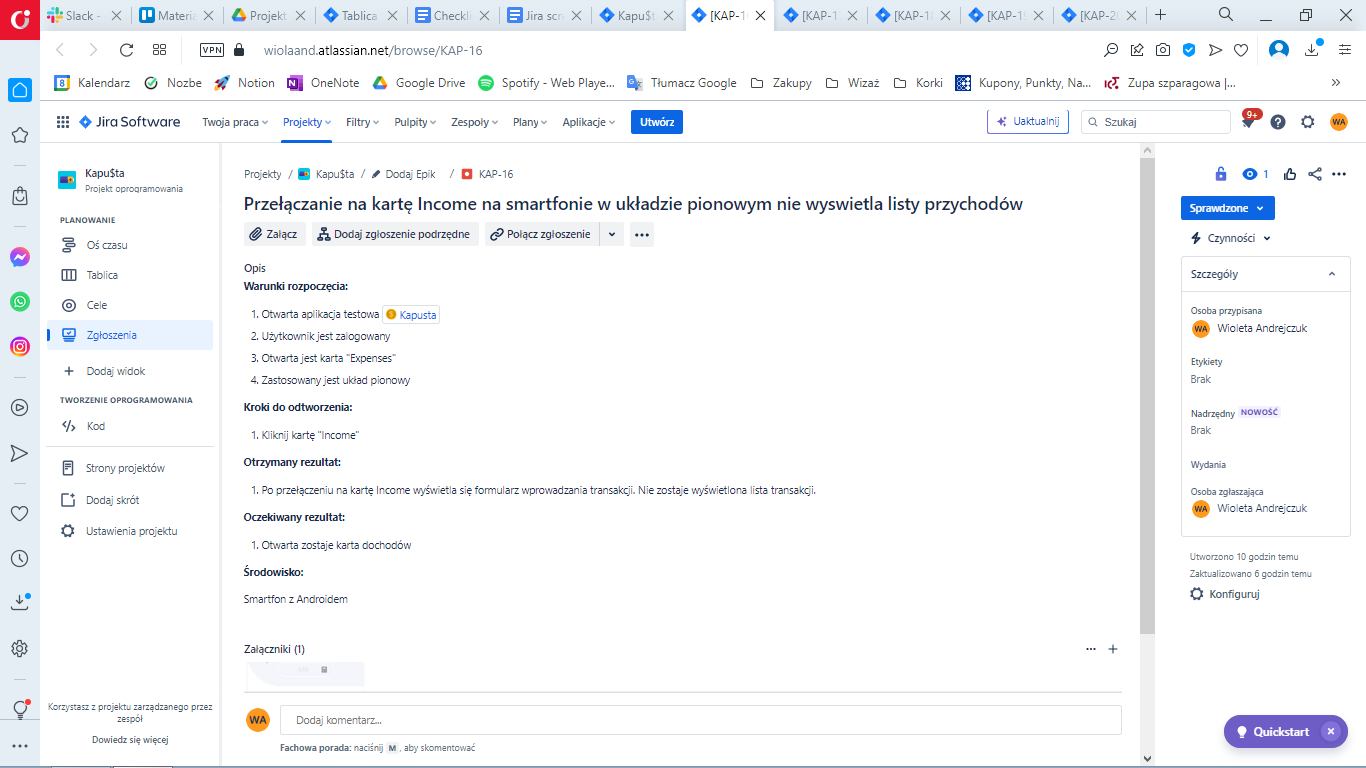 Slack -
Materia
Projekt
Tablica
Checkli
Jira scr
Kapu$t
[KAP-1
[KAP-1
[KAP-1
[KAP-1
[KAP-2
VPN
wiolaand.atlassian.net/browse/KAP-16
8
Kalendarz
Nozbe
Notion
OneNote
Google Drive
Spotify - Web Playe...
Tłumacz Google
Zakupy
Wizaż
Korki
Kupony, Punkty, Na...
Zupa szparagowa |...
Jira Software
Twoja praca
Projekty
Filtry
Pulpity
Zespoły
Plany
Aplikacje
Utwórz
Uaktualnij
Szukaj
9+
WA
Kapu$ta
Projekt oprogramowania
PLANOWANIE
Oś czasu
Tablica
Cele
Zgłoszenia
Dodaj widok
TWORZENIE OPROGRAMOWANIA
Kod
Strony projektów
Dodaj skrót
Ustawienia projektu
Korzystasz z projektu zarządzanego przez
zespół
Dowiedz się więcej
Projekty / Kapu$ta / Dodaj Epik / KAP-16
Przełączanie na kartę Income na smartfonie w układzie pionowym nie wyswietla listy przychodów
Załącz
Dodaj zgłoszenie podrzędne
Połącz zgłoszenie
Opis
Warunki rozpoczęcia:
1. Otwarta aplikacja testowa Kapusta
2. Użytkownik jest zalogowany
3. Otwarta jest karta "Expenses"
4. Zastosowany jest układ pionowy
Kroki do odtworzenia:
1. Kliknij kartę "Income"
Otrzymany rezultat:
1. Po przełączeniu na kartę Income wyświetla się formularz wprowadzania transakcji. Nie zostaje wyświetlona lista transakcji.
Oczekiwany rezultat:
1. Otwarta zostaje karta dochodów
Środowisko:
Smartfon z Androidem
Załączniki (1)
WA
Dodaj komentarz...
Fachowa porada: naciśnij M , aby skomentować
1
Sprawdzone
Czynności
Szczegóły
Osoba przypisana
WA Wioleta Andrejczuk
Etykiety
Brak
Nadrzędny NOWOŚĆ
Brak
Wydania
Osoba zgłaszająca
WA Wioleta Andrejczuk
Utworzono 10 godzin temu
Zaktualizowano 6 godzin temu
Konfiguruj
Quickstart